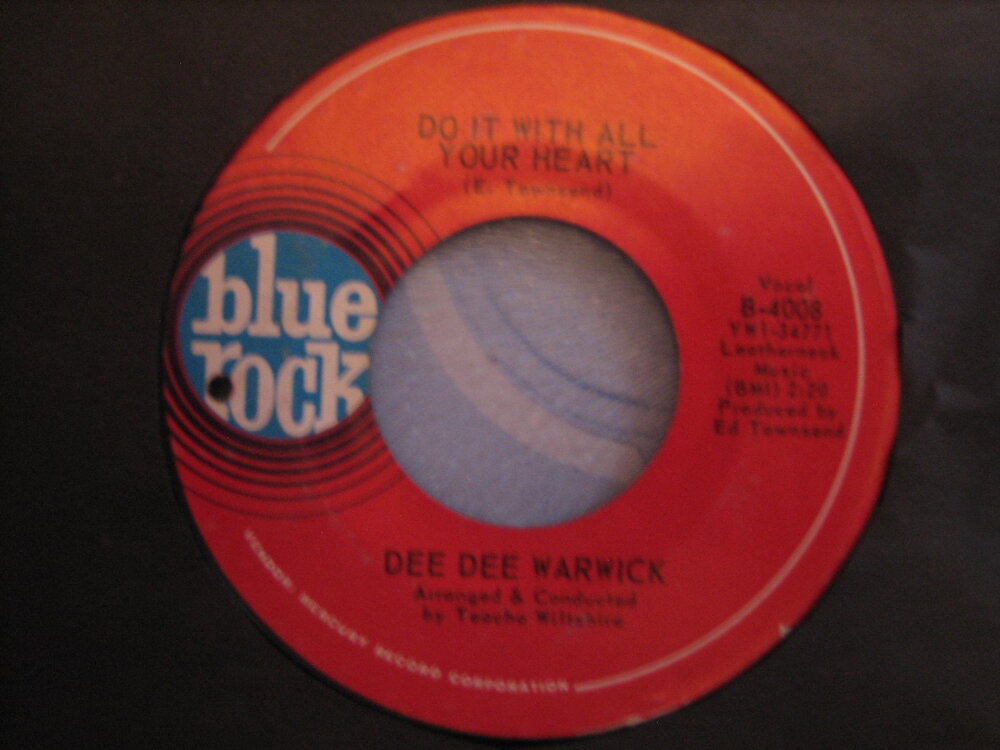 DO IT WITH ALL
YOUR HEART
(E. Townsend)
blue
rock
Vocal
B-4008
YW1-34771
Leatherneck
Music
(BMI) 2:20
Produced by
Ed Townsend
DEE DEE WARWICK
Arranged & Conducted
by Teacho Wiltshire
VENDOR: MERCURY RECORD CORPORATION